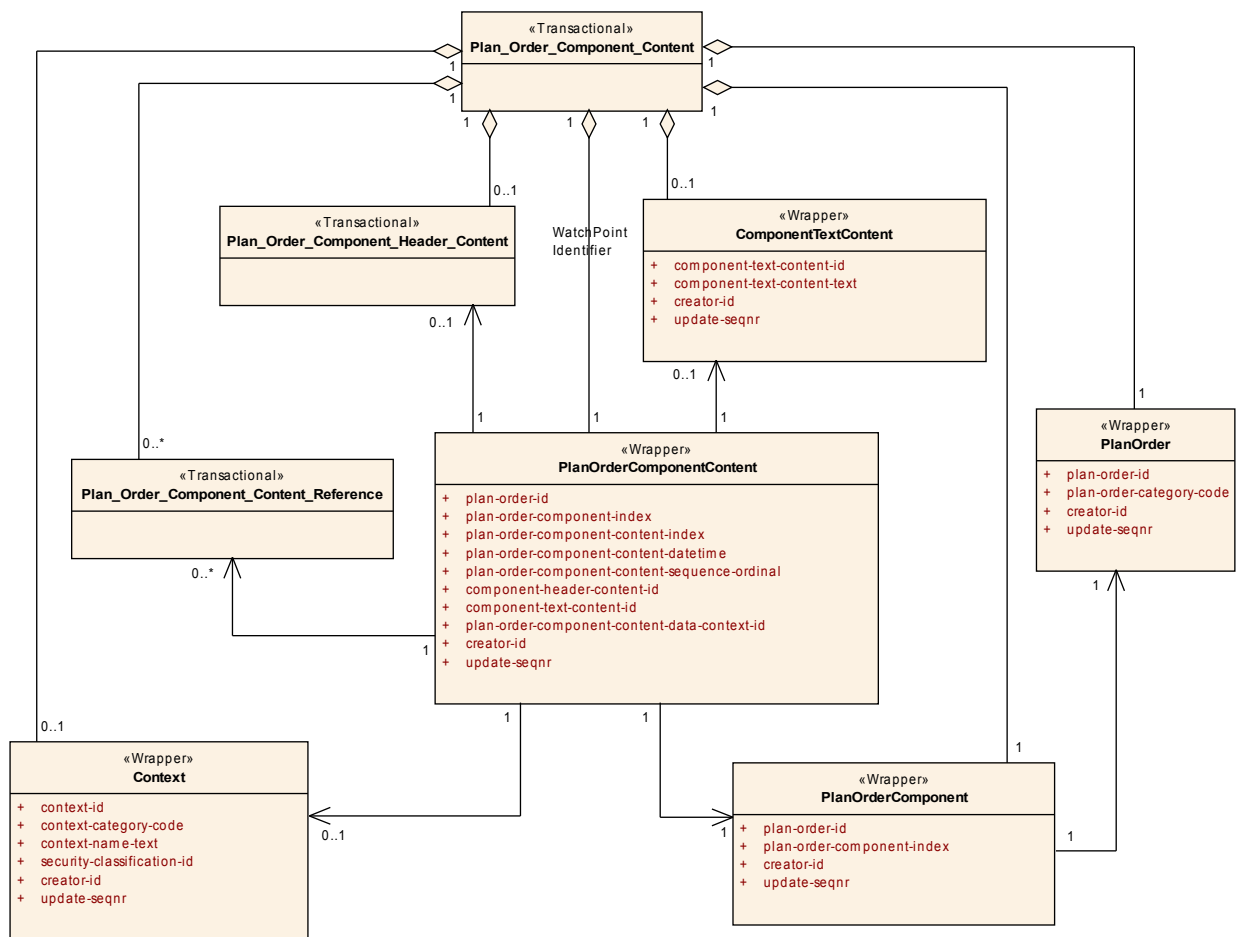 «Transactional»
Plan_Order_Component_Content
1
1
1
1
1
1
1
0..1
0..1
«Transactional»
Plan_Order_Component_Header_Content
WatchPoint
Identifier
«Wrapper»
ComponentTextContent
+ component-text-content-id
+ component-text-content-text
+ creator-id
+ update-seqnr
0..1
0..1
1
1
1
1
0..*
«Transactional»
Plan_Order_Component_Content_Reference
0..*
«Wrapper»
PlanOrderComponentContent
+ plan-order-id
+ plan-order-component-index
+ plan-order-component-content-index
+ plan-order-component-content-datetime
+ plan-order-component-content-sequence-ordinal
+ component-header-content-id
+ component-text-content-id
+ plan-order-component-content-data-context-id
+ creator-id
+ update-seqnr
1
«Wrapper»
PlanOrder
+ plan-order-id
+ plan-order-category-code
+ creator-id
+ update-seqnr
1
1
1
0..1
«Wrapper»
Context
+ context-id
+ context-category-code
+ context-name-text
+ security-classification-id
+ creator-id
+ update-seqnr
0..1
1
1
1
«Wrapper»
PlanOrderComponent
+ plan-order-id
+ plan-order-component-index
+ creator-id
+ update-seqnr